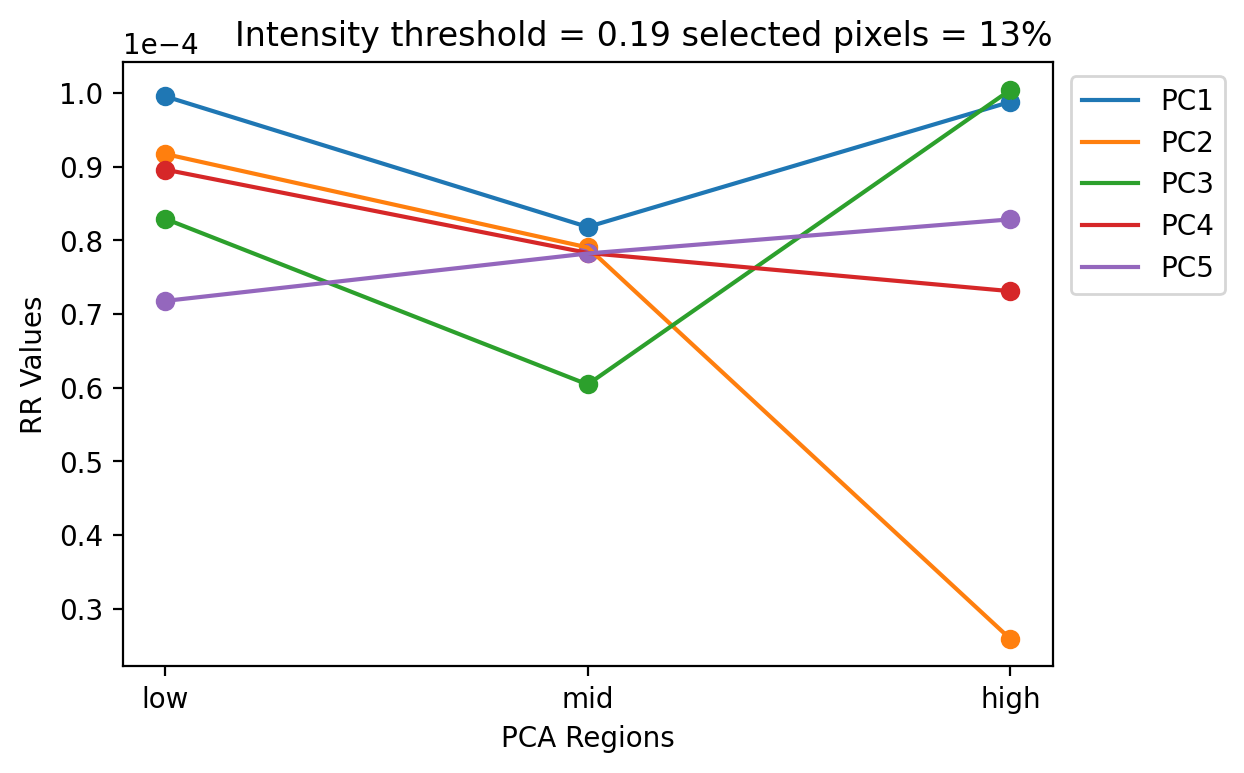 Intensity threshold = 0.19 selected pixels = 13%
1e−4
1.0
0.9
0.8
0.7
0.6
0.5
0.4
0.3
RR Values
low
mid
high
PCA Regions
PC1
PC2
PC3
PC4
PC5